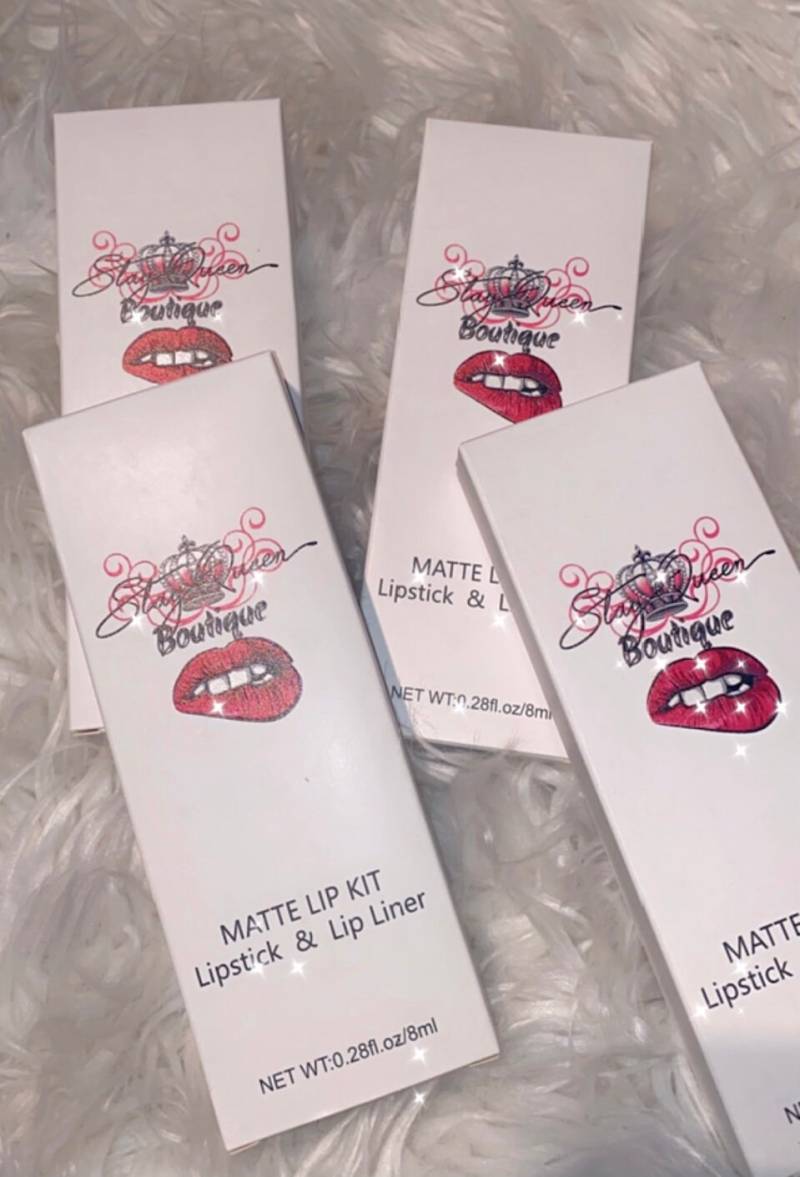 Stay Queen
Boutique
Stay Queen
Boutique
MATTE L
Lipstick & L
NET WT:0.28fl.oz/8ml
Stay Queen
Boutique
MATTE LIP KIT
Lipstick & Lip Liner
NET WT:0.28fl.oz/8ml
Stay Queen
Boutique
MATTE
Lipstick
N